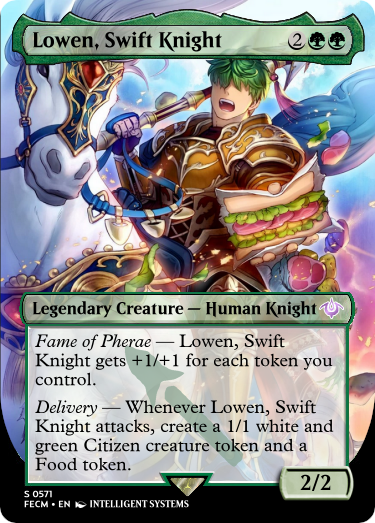 Lowen, Swift Knight 2
Legendary Creature — Human Knight
Fame of Pherae — Lowen, Swift
Knight gets +1/+1 for each token you
control.
Delivery — Whenever Lowen, Swift
Knight attacks, create a 1/1 white and
green Citizen creature token and a
Food token.
2/2
S 0571
FECM • EN INTELLIGENT SYSTEMS